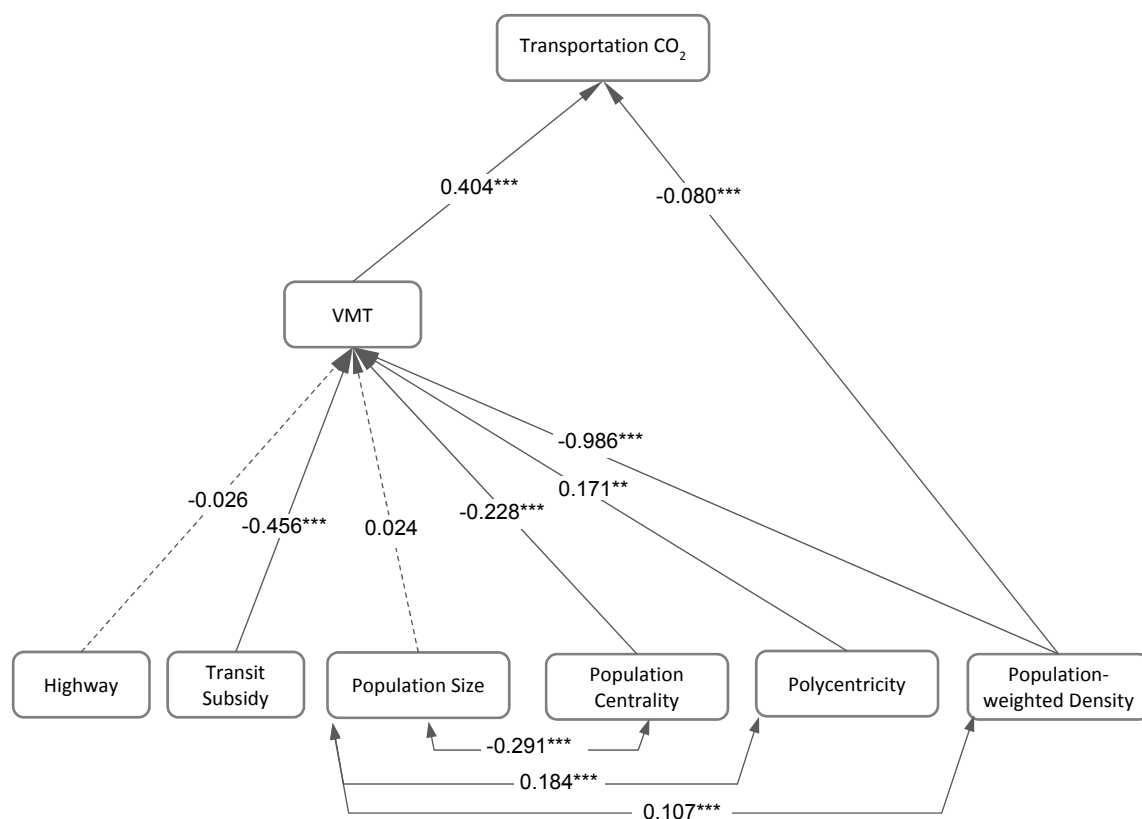 Transportation CO2
0.404***
-0.080***
VMT
-0.986***
0.171**
-0.026
-0.456***
0.024
-0.228***
Highway
Transit
Subsidy
Population Size
Population
Centrality
Polycentricity
Population-
weighted Density
-0.291***
0.184***
0.107***